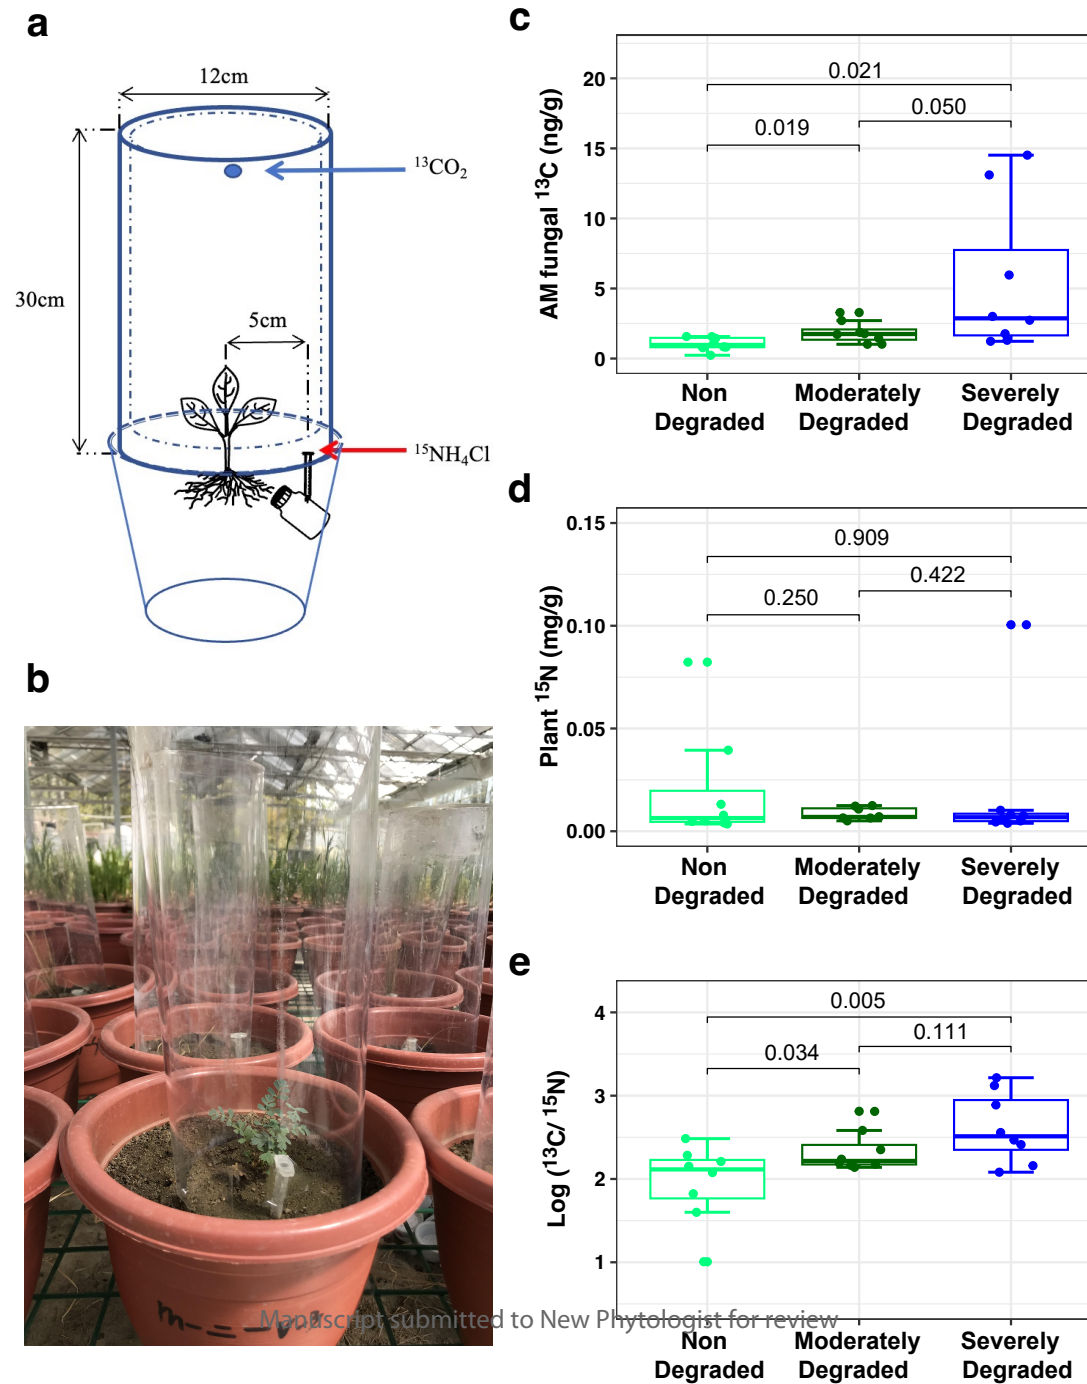 a
12cm
¹³CO₂
30cm
5cm
¹⁵NH₄Cl
b
c
AM fungal ¹³C (ng/g)
20
15
10
5
0
0.021
0.050
0.019
Non Degraded
Moderately Degraded
Severely Degraded
d
Plant ¹⁵N (mg/g)
0.15
0.10
0.05
0.00
0.909
0.422
0.250
Non Degraded
Moderately Degraded
Severely Degraded
e
Log (¹³C/ ¹⁵N)
4
3
2
1
0.005
0.111
0.034
Non Degraded
Moderately Degraded
Severely Degraded
Manuscript submitted to New Phytologist for review